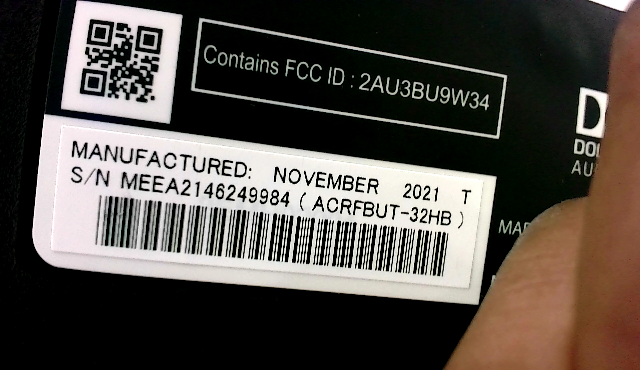 Contains FCC ID : 2AU3BU9W34
MANUFACTURED: NOVEMBER 2021 T
S/N MEEA2146249984 ( ACRFBUT-32HB )